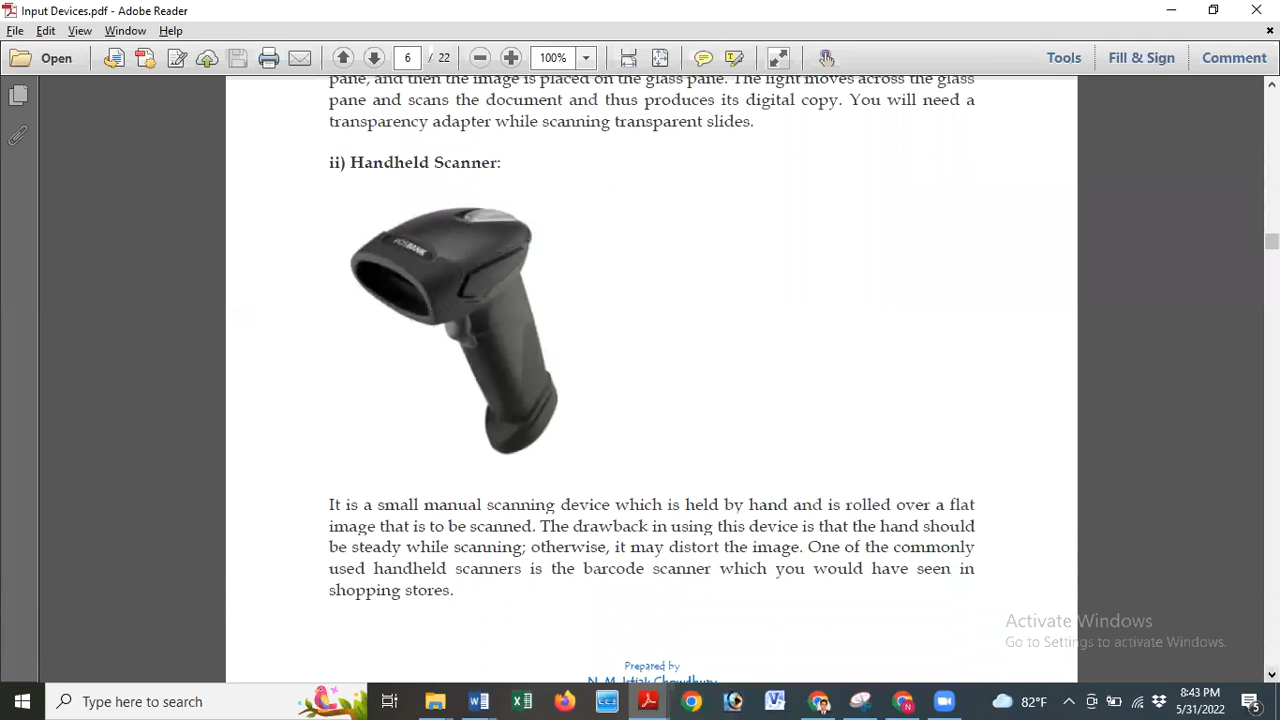 Input Devices.pdf - Adobe Reader
File Edit View Window Help
Open 6 / 22 100% Tools Fill & Sign Comment
pane, and then the image is placed on the glass pane. The light moves across the glass
pane and scans the document and thus produces its digital copy. You will need a
transparency adapter while scanning transparent slides.
ii) Handheld Scanner:
It is a small manual scanning device which is held by hand and is rolled over a flat
image that is to be scanned. The drawback in using this device is that the hand should
be steady while scanning; otherwise, it may distort the image. One of the commonly
used handheld scanners is the barcode scanner which you would have seen in
shopping stores.
Activate Windows
Go to Settings to activate Windows.
Prepared by
N. M. Irtiak Chowdhury
Type here to search
82°F
8:43 PM
5/31/2022
5